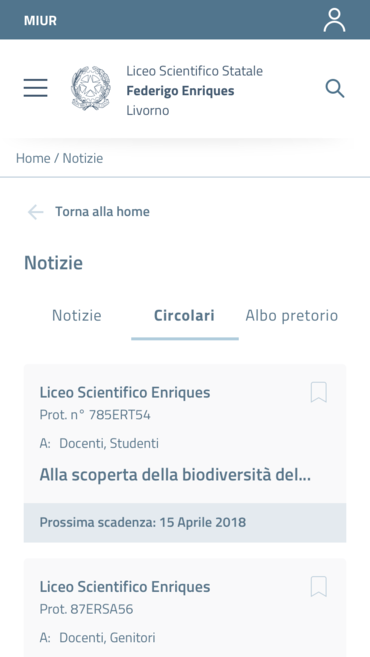 MIUR
Liceo Scientifico Statale
Federigo Enriques
Livorno
Home / Notizie
Torna alla home
Notizie
Notizie Circolari Albo pretorio
Liceo Scientifico Enriques
Prot. n° 785ERT54
A: Docenti, Studenti
Alla scoperta della biodiversità del...
Prossima scadenza: 15 Aprile 2018
Liceo Scientifico Enriques
Prot. 87ERSA56
A: Docenti, Genitori